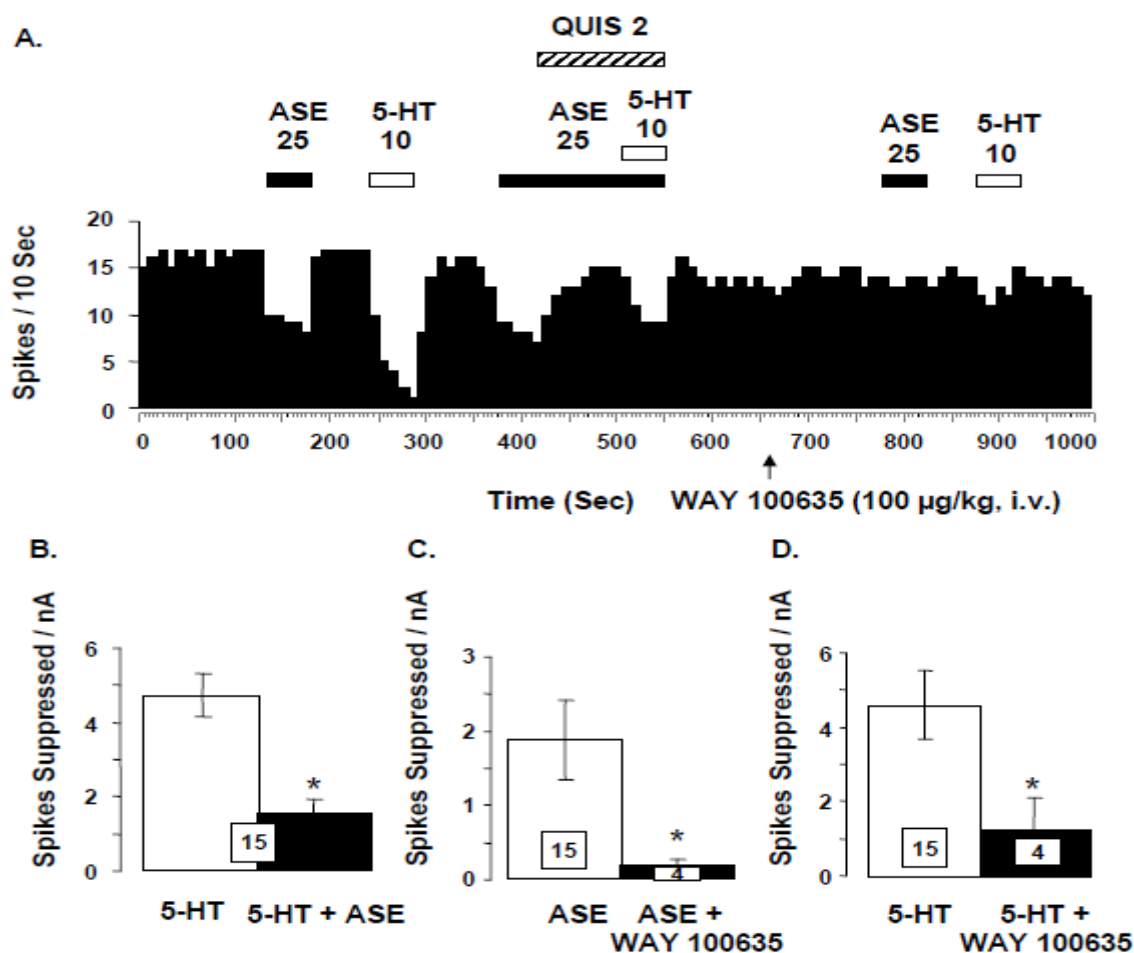 A.
QUIS 2
ASE
25
5-HT
10
ASE
25
5-HT
10
ASE
25
5-HT
10
Spikes / 10 Sec
20
15
10
5
0
0 100 200 300 400 500 600 700 800 900 1000
Time (Sec)
WAY 100635 (100 µg/kg, i.v.)
B.
Spikes Suppressed / nA
6
4
2
0
*
15
5-HT
5-HT + ASE
C.
Spikes Suppressed / nA
3
2
1
0
*
15
4
ASE
ASE +
WAY 100635
D.
Spikes Suppressed / nA
6
4
2
0
*
15
4
5-HT
5-HT +
WAY 100635